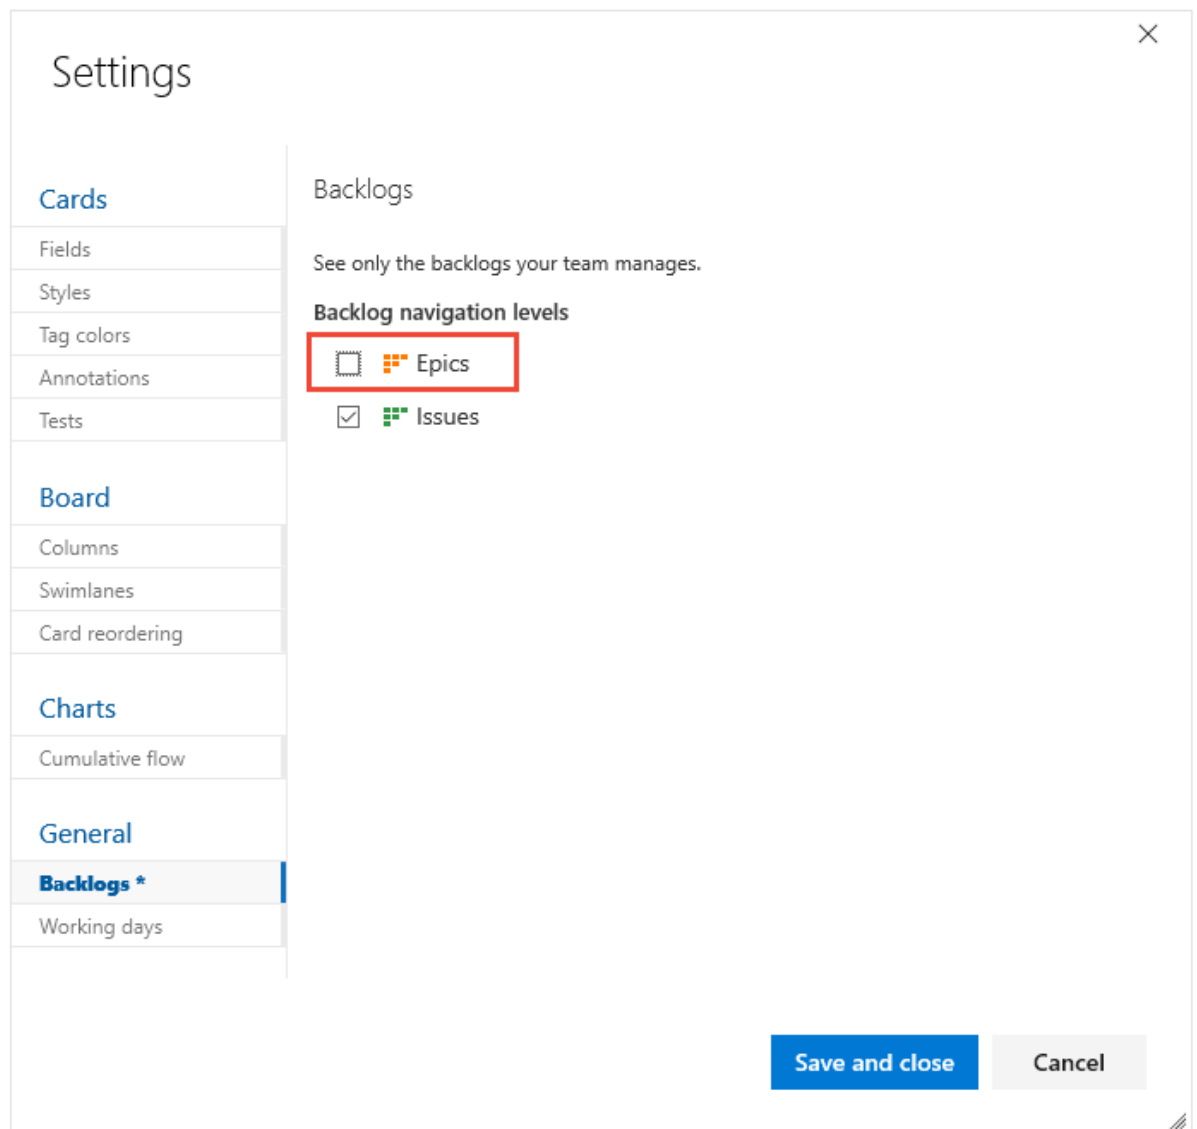 Settings
Cards
Fields
Styles
Tag colors
Annotations
Tests
Board
Columns
Swimlanes
Card reordering
Charts
Cumulative flow
General
Backlogs *
Working days
Backlogs
See only the backlogs your team manages.
Backlog navigation levels
Epics
Issues
Save and close
Cancel